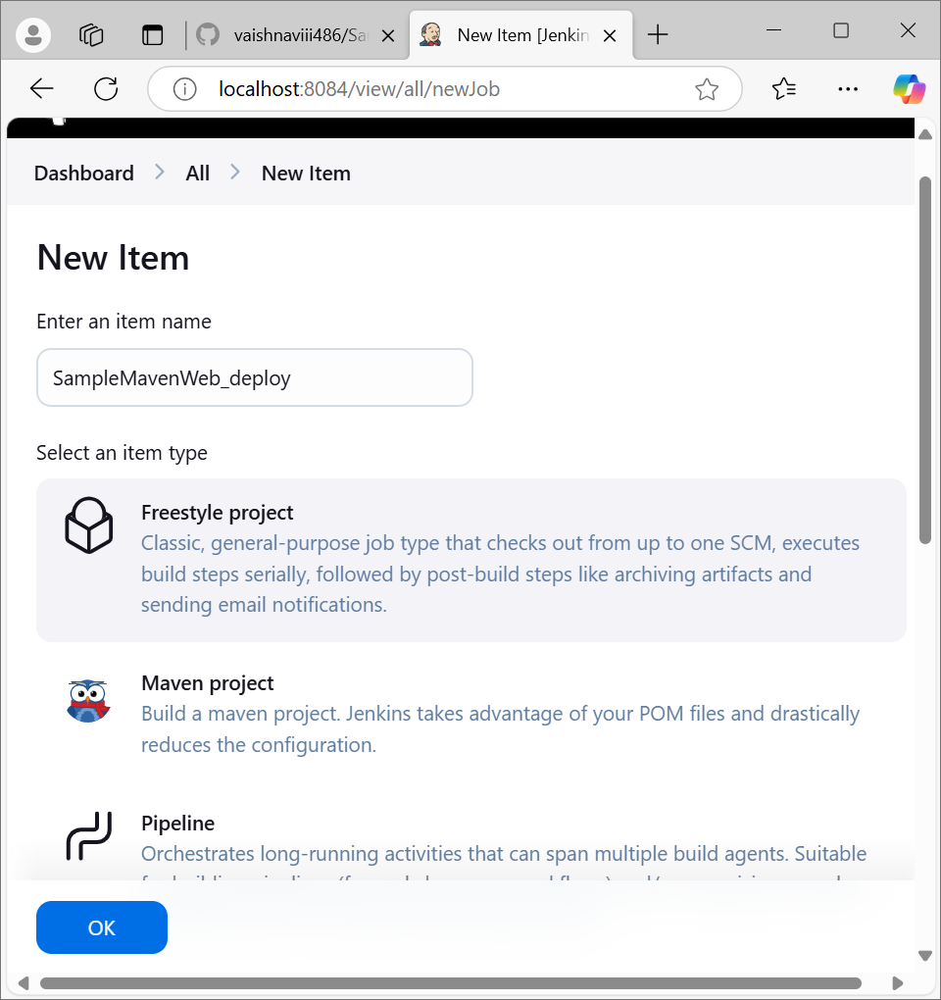 vaishnaviii486/Sa
New Item [Jenkin
localhost:8084/view/all/newJob
Dashboard > All > New Item
New Item
Enter an item name
SampleMavenWeb_deploy
Select an item type
Freestyle project
Classic, general-purpose job type that checks out from up to one SCM, executes
build steps serially, followed by post-build steps like archiving artifacts and
sending email notifications.
Maven project
Build a maven project. Jenkins takes advantage of your POM files and drastically
reduces the configuration.
Pipeline
Orchestrates long-running activities that can span multiple build agents. Suitable
OK